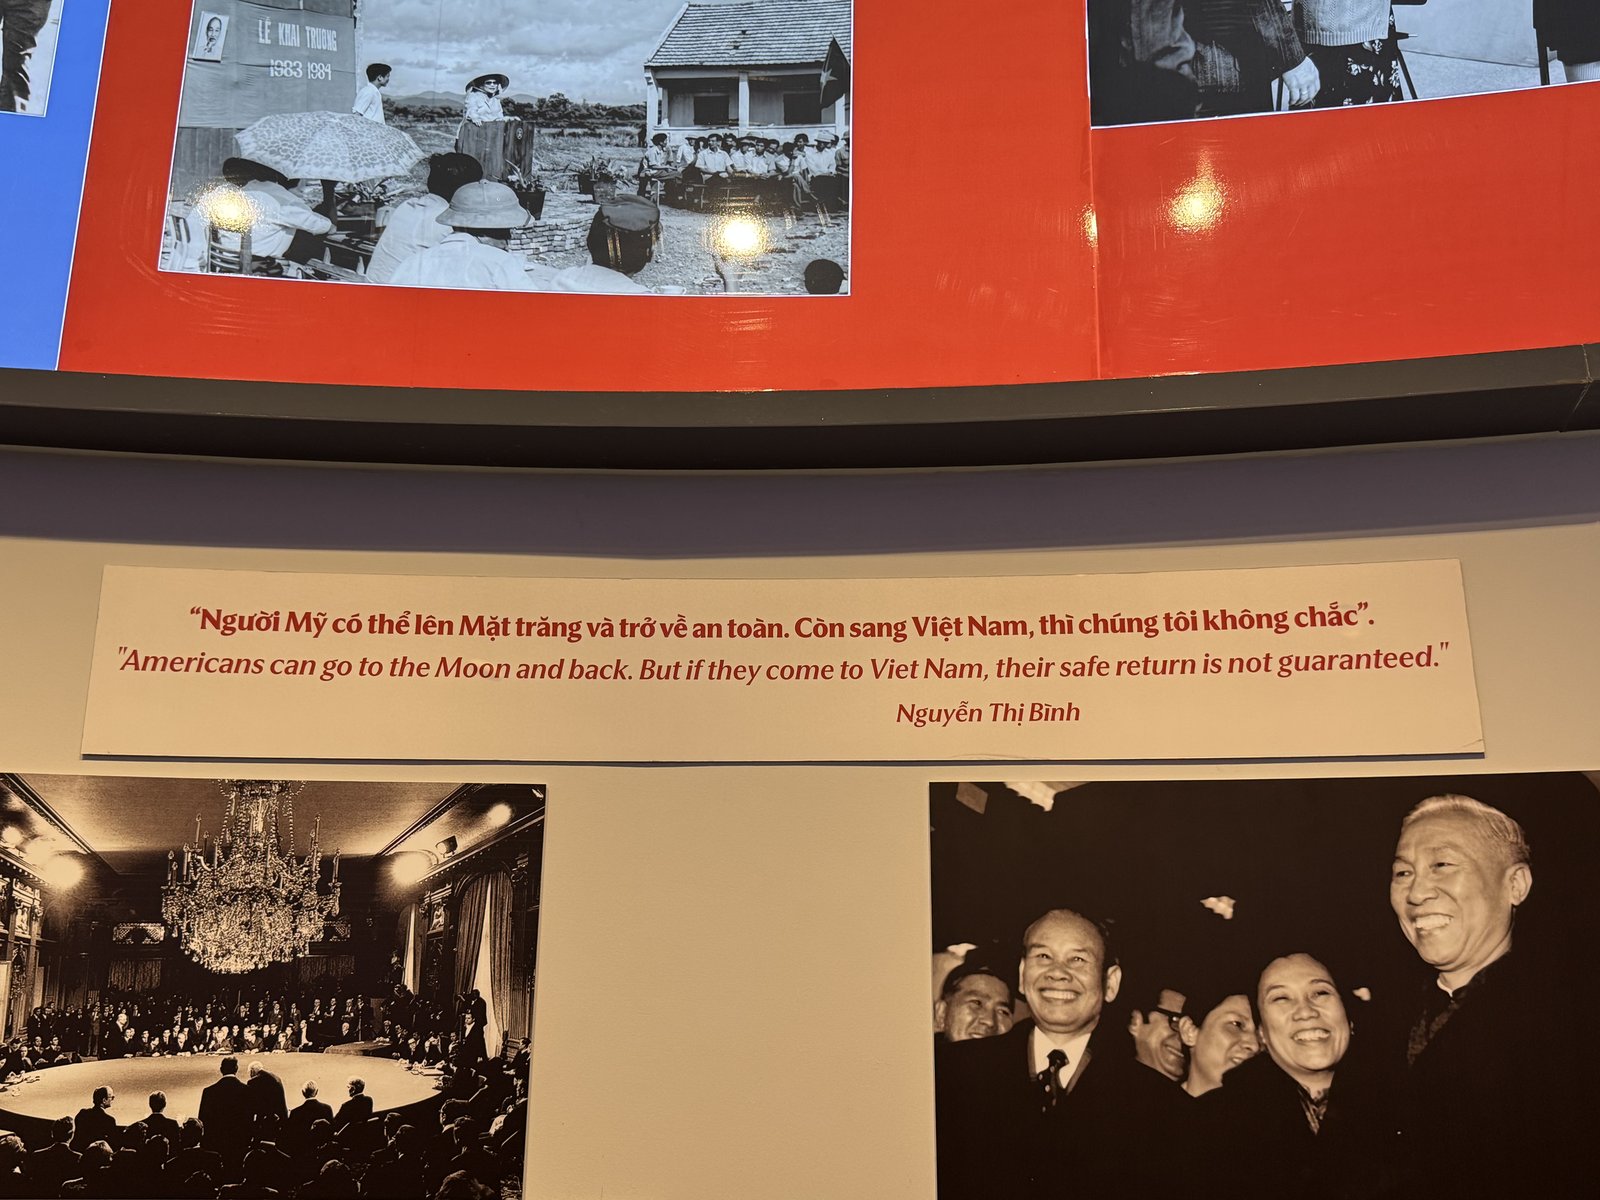 LỄ KHAI TRƯỜNG
1983 1984
“Người Mỹ có thể lên Mặt trăng và trở về an toàn. Còn sang Việt Nam, thì chúng tôi không chắc”.
"Americans can go to the Moon and back. But if they come to Viet Nam, their safe return is not guaranteed."
Nguyễn Thị Bình